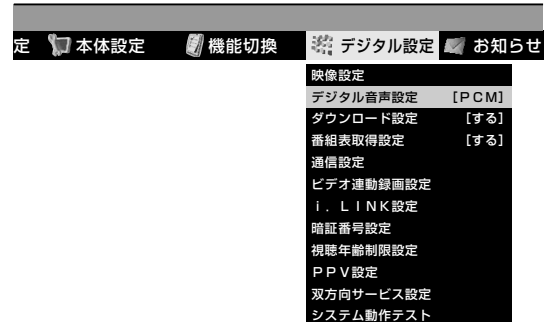 定 本体設定 機能切換 デジタル設定 お知らせ
映像設定
デジタル音声設定 [PCM]
ダウンロード設定 [する]
番組表取得設定 [する]
通信設定
ビデオ連動録画設定
i．LINK設定
暗証番号設定
視聴年齢制限設定
PPV設定
双方向サービス設定
システム動作テスト